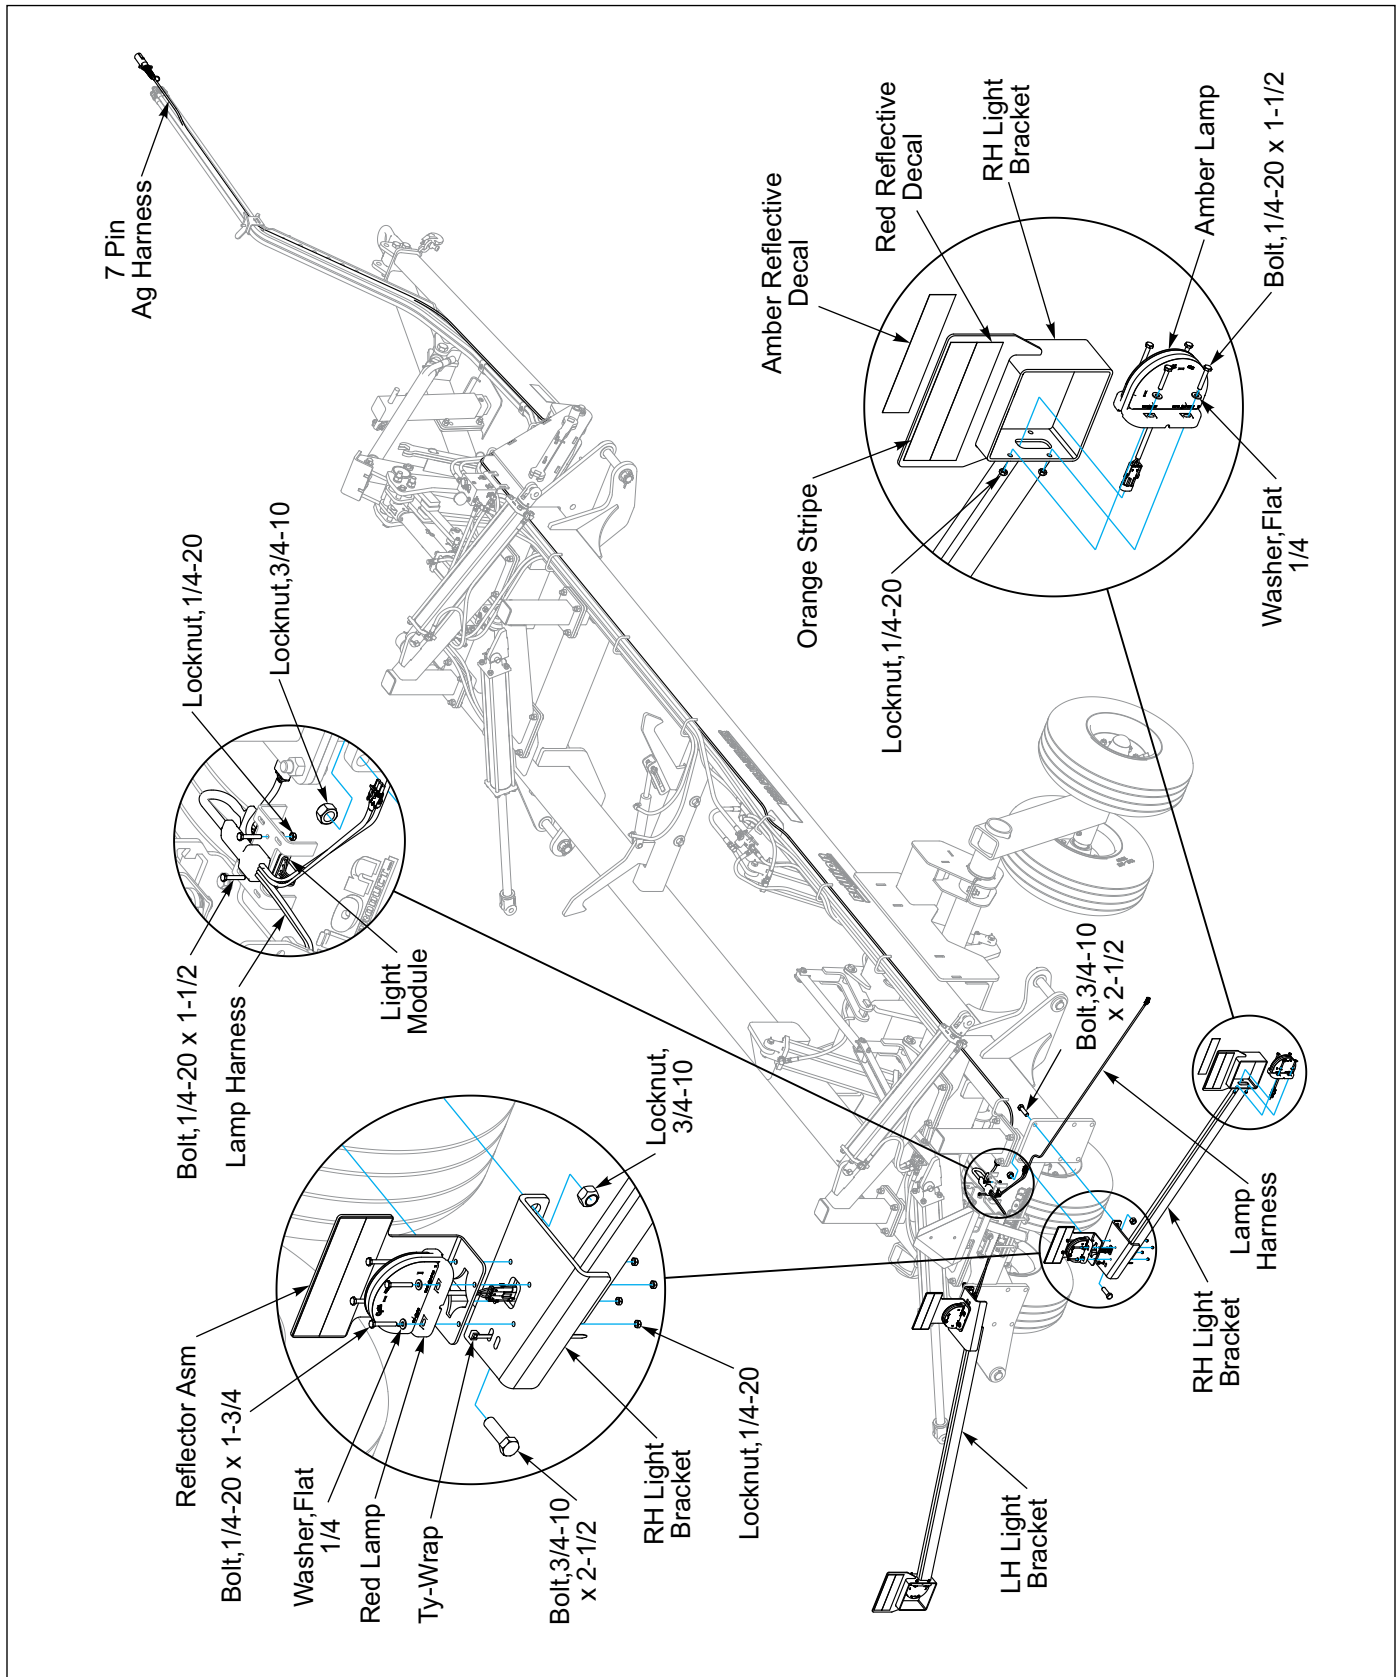 7 Pin
Ag Harness
Locknut,1/4-20
Locknut,3/4-10
Bolt,1/4-20 x 1-1/2
Lamp Harness
Light
Module
Amber Reflective
Decal
Red Reflective
Decal
RH Light
Bracket
Amber Lamp
Bolt,1/4-20 x 1-1/2
Orange Stripe
Locknut,1/4-20
Washer,Flat
1/4
Reflector Asm
Bolt,1/4-20 x 1-3/4
Washer,Flat
1/4
Red Lamp
Ty-Wrap
Bolt,3/4-10
x 2-1/2
RH Light
Bracket
Locknut,1/4-20
Locknut,
3/4-10
Bolt,3/4-10
x 2-1/2
Lamp
Harness
RH Light
Bracket
LH Light
Bracket